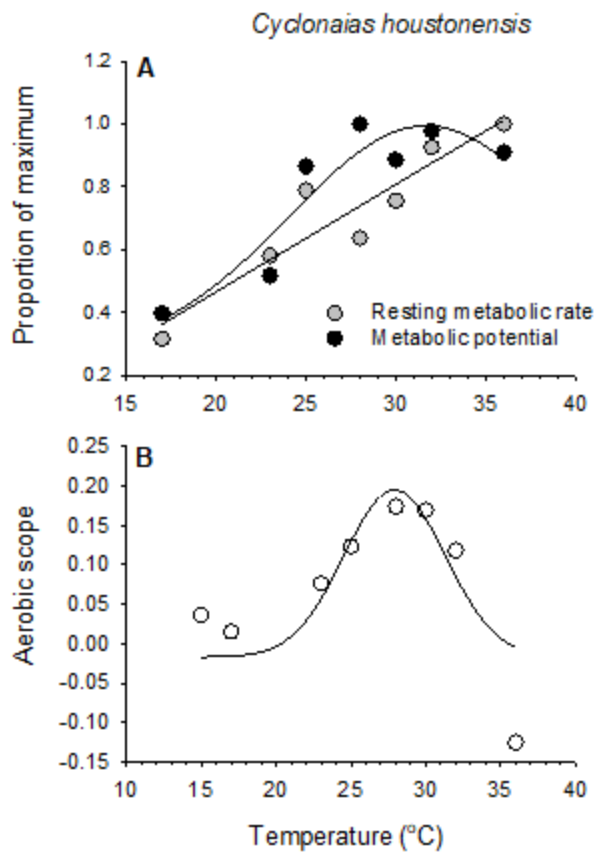 Cyclonaias houstonensis
A
1.2
1.0
0.8
0.6
0.4
0.2
Proportion of maximum
Resting metabolic rate
Metabolic potential
15 20 25 30 35 40
B
0.25
0.20
0.15
0.10
0.05
0.00
-0.05
-0.10
-0.15
Aerobic scope
10 15 20 25 30 35 40
Temperature (°C)